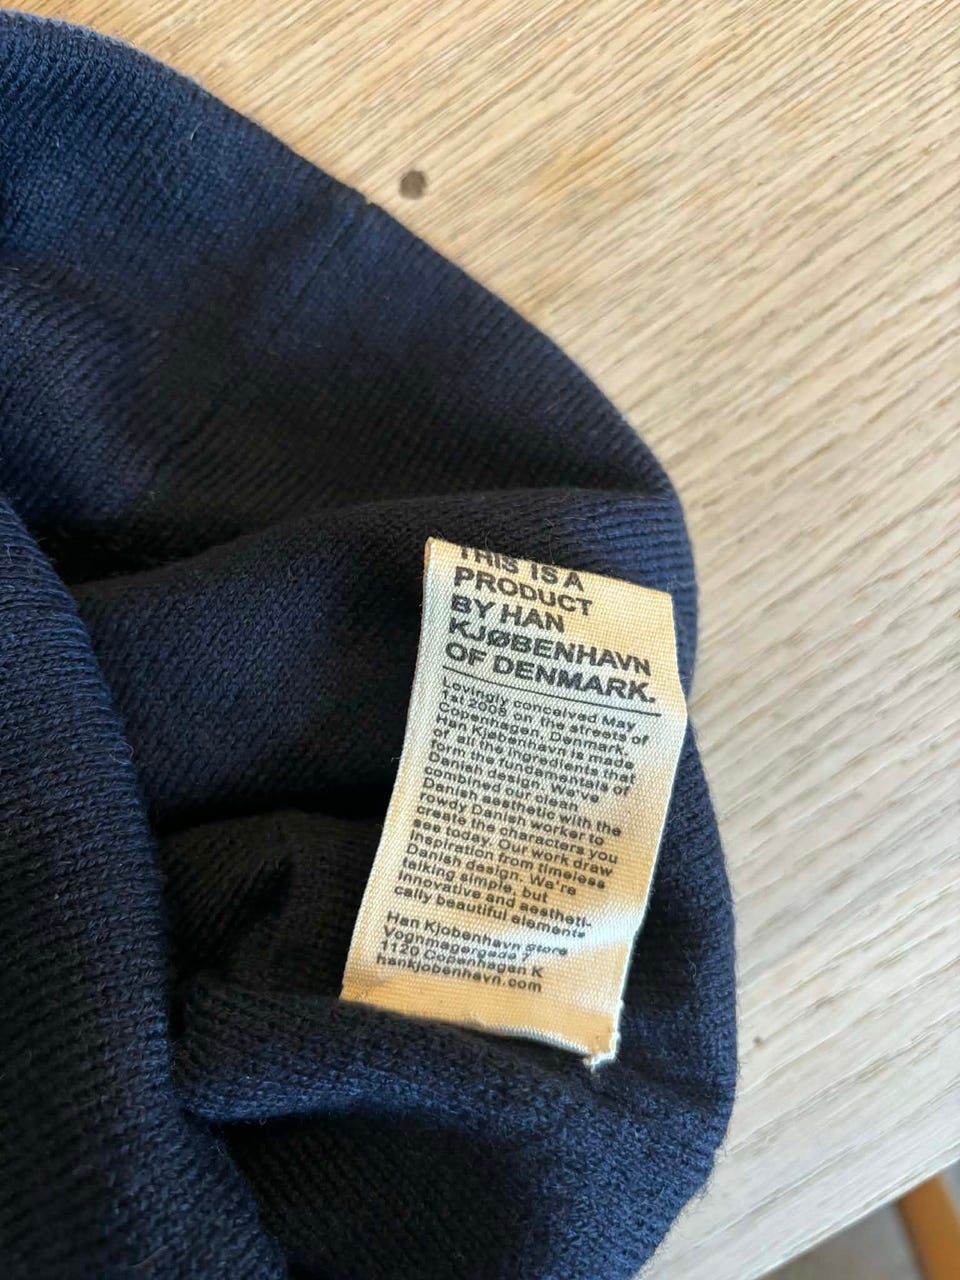 THIS IS A
PRODUCT
BY HAN
KJØBENHAVN
OF DENMARK.
Lovingly conceived May
1st 2008 on the streets of
Copenhagen, Denmark.
Han Kjøbenhavn is made
of all the ingredients that
form the fundamentals of
Danish design. We've
combined our clean
Danish aesthetic with the
rowdy Danish worker to
create the characters you
see today. Our work draw
inspiration from timeless
Danish design. We're
talking simple, but
innovative and aestheti-
cally beautiful elements
Han Kjobenhavn Store
Vognmagergade 7
1120 Copenhagen K
hankjobenhavn.com